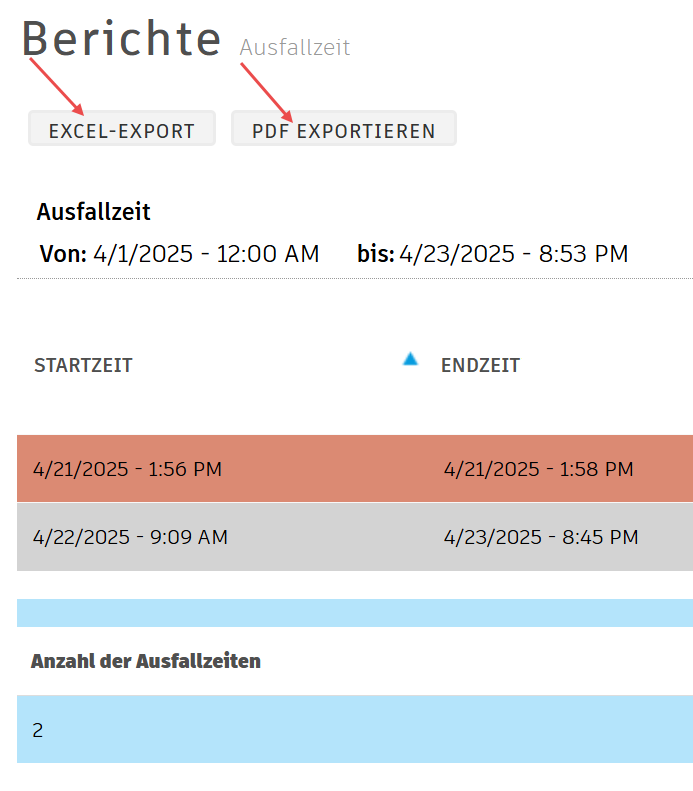 Berichte Ausfallzeit
EXCEL-EXPORT PDF EXPORTIEREN
Ausfallzeit
Von: 4/1/2025 - 12:00 AM bis: 4/23/2025 - 8:53 PM
STARTZEIT ENDZEIT
4/21/2025 - 1:56 PM 4/21/2025 - 1:58 PM
4/22/2025 - 9:09 AM 4/23/2025 - 8:45 PM
Anzahl der Ausfallzeiten
2